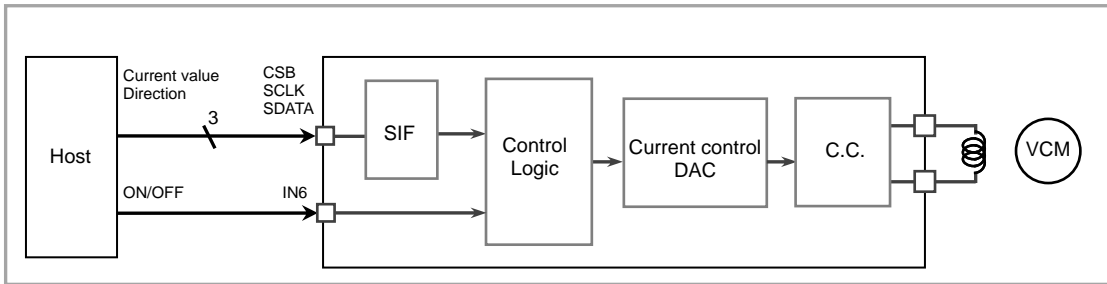 Current value
Direction
CSB
SCLK
SDATA
3
Host
SIF
Control
Logic
Current control
DAC
C.C.
VCM
ON/OFF
IN6